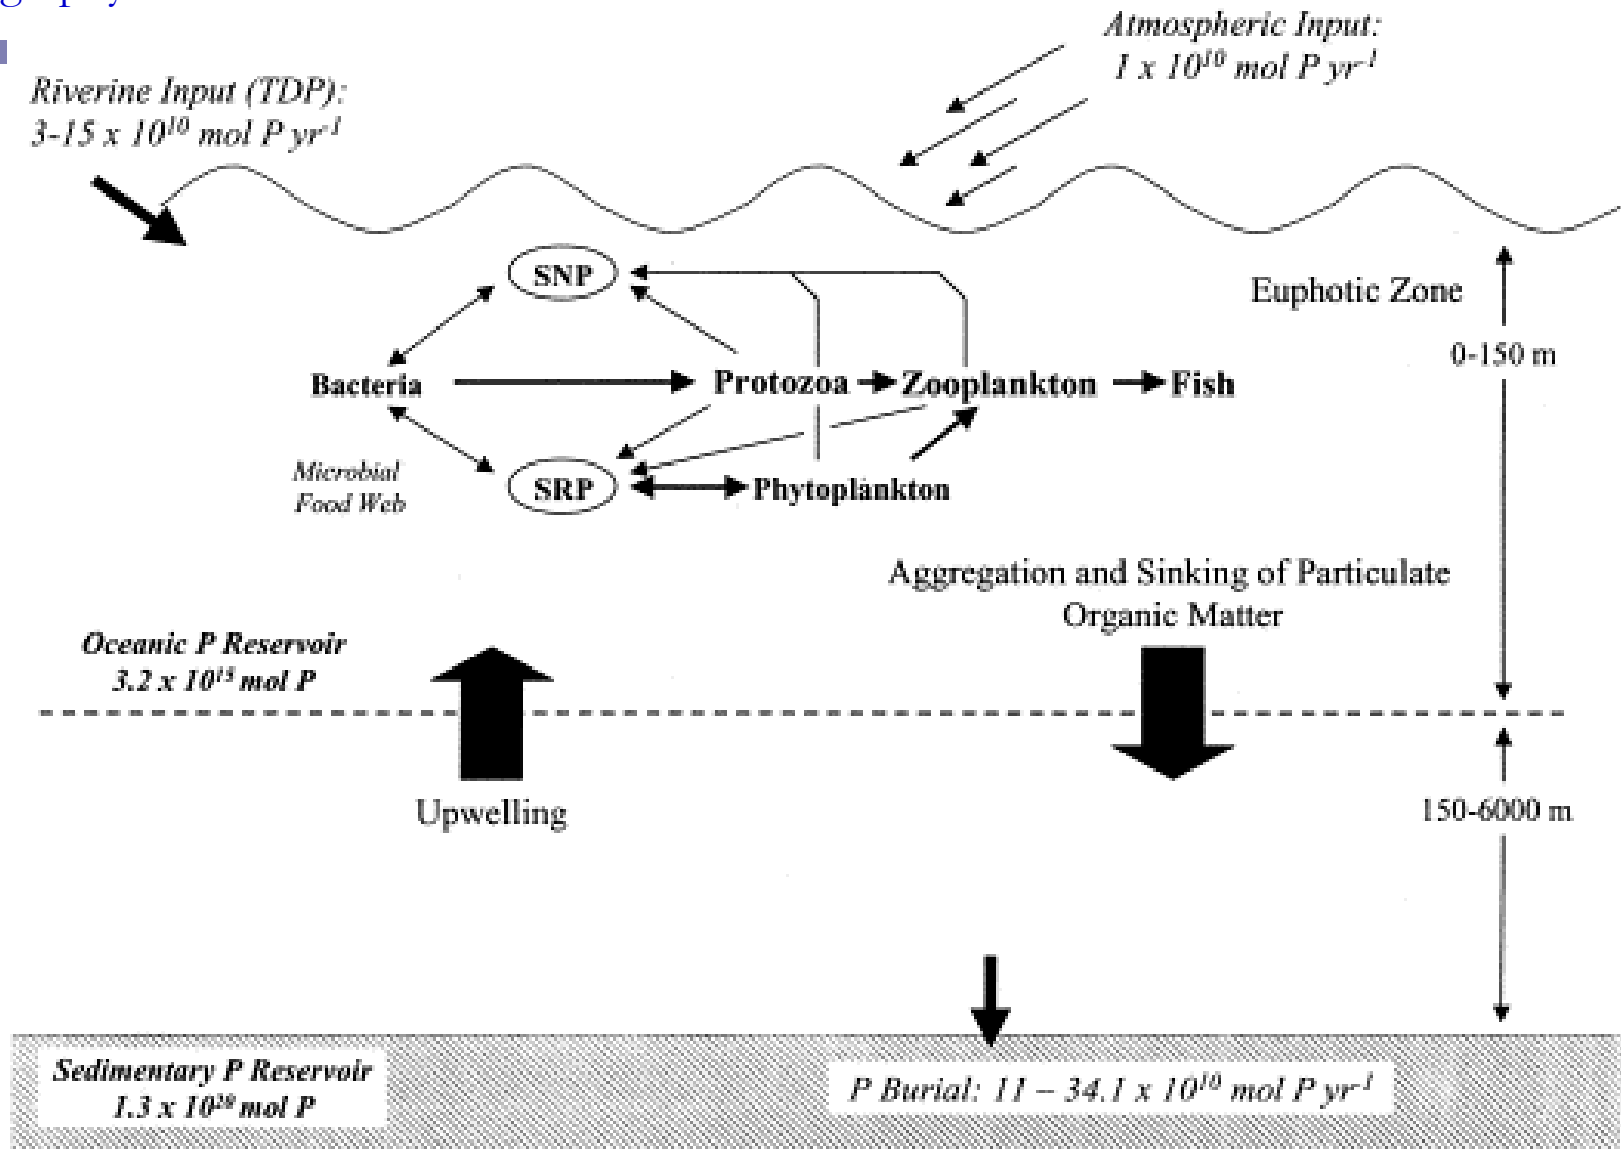 Atmospheric Input:
1 x 10¹⁰ mol P yr⁻¹
Riverine Input (TDP):
3-15 x 10¹⁰ mol P yr⁻¹
SNP
Euphotic Zone
0-150 m
Bacteria
Protozoa
Zooplankton
Fish
Microbial
Food Web
SRP
Phytoplankton
Aggregation and Sinking of Particulate
Organic Matter
Oceanic P Reservoir
3.2 x 10¹⁵ mol P
Upwelling
150-6000 m
Sedimentary P Reservoir
1.3 x 10²⁰ mol P
P Burial: 11 – 34.1 x 10¹⁰ mol P yr⁻¹